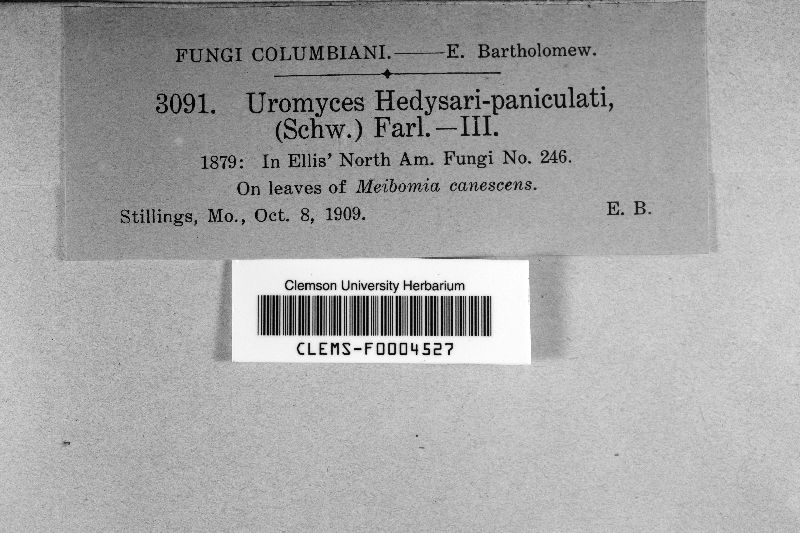 FUNGI COLUMBIANI.——E. Bartholomew.
3091. Uromyces Hedysari-paniculati,
(Schw.) Farl.—III.
1879: In Ellis' North Am. Fungi No. 246.
On leaves of Meibomia canescens.
Stillings, Mo., Oct. 8, 1909. E. B.
Clemson University Herbarium
CLEMS-F0004527